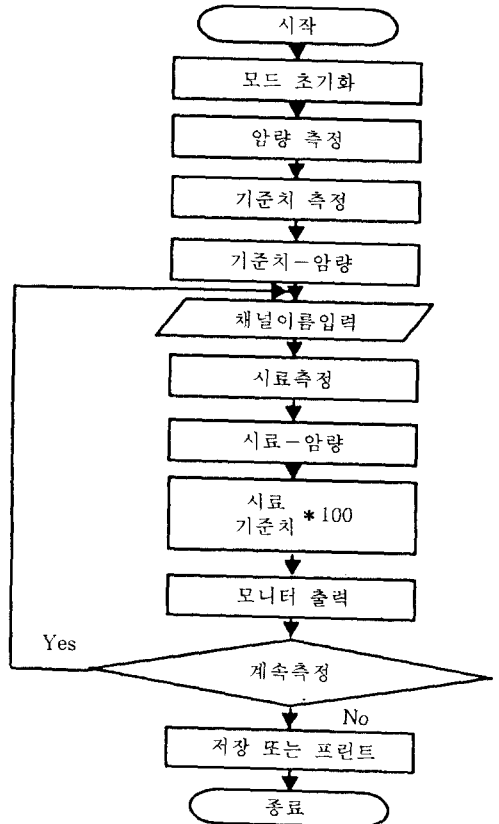 시작
모드 초기화
암량 측정
기준치 측정
기준치-암량
채널이름입력
시료측정
시료-암량
시료
기준치 * 100
모니터 출력
Yes
계속측정
No
저장 또는 프린트
종료